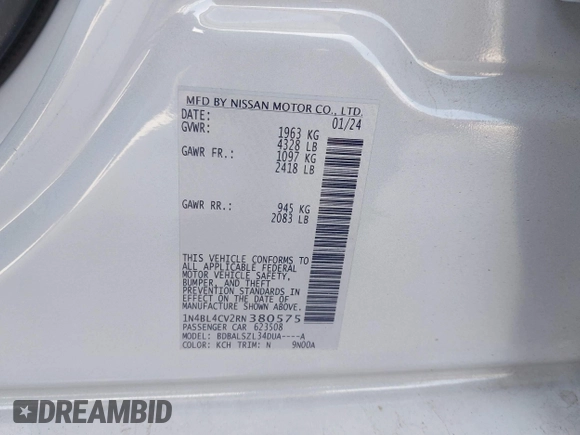 MFD BY NISSAN MOTOR CO., LTD.
DATE: 01/24
GVWR: 1963 KG
4328 LB
GAWR FR.: 1097 KG
2418 LB
GAWR RR.: 945 KG
2083 LB
THIS VEHICLE CONFORMS TO
ALL APPLICABLE FEDERAL
MOTOR VEHICLE SAFETY,
BUMPER, AND THEFT
PREVENTION STANDARDS IN
EFFECT ON THE DATE OF
MANUFACTURE SHOWN ABOVE.
1N4BL4CV2RN380575
PASSENGER CAR 623508
MODEL: BDBALSZL34DUA----A
COLOR: KCH TRIM: N 9N00A
DREAMBID